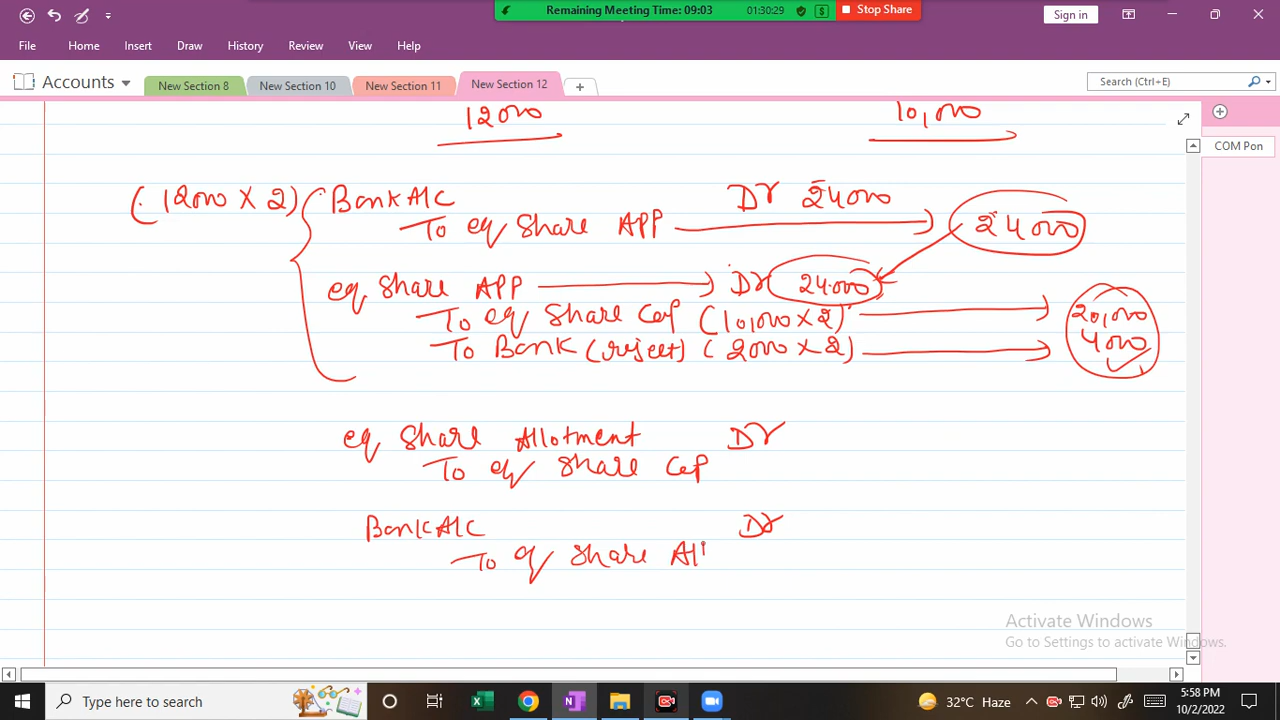 Remaining Meeting Time: 09:03
01:30:29
Stop Share
Sign in
File Home Insert Draw History Review View Help
Accounts
New Section 8 New Section 10 New Section 11 New Section 12
Search (Ctrl+E)
COM Pon
12000 10,000
(12000 X 2) Bank A/C Dr 24000
To eq Share APP 24000
eq Share APP Dr 24000
To eq Share Cap (10,000 X 2) 20,000
To Bank (reject) (2000 X 2) 4000
eq Share Allotment Dr
To eq Share Cap
Bank A/C Dr
To eq Share All
Activate Windows
Go to Settings to activate Windows.
Type here to search
32°C Haze
5:58 PM
10/2/2022